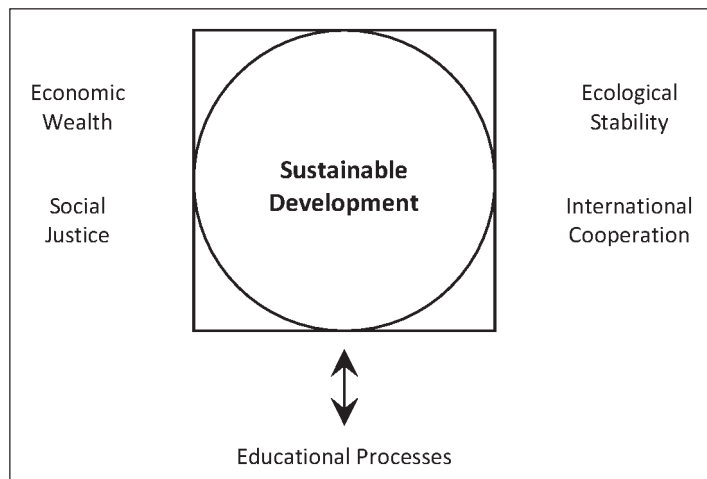 Economic
Wealth
Ecological
Stability
Sustainable
Development
Social
Justice
International
Cooperation
Educational Processes